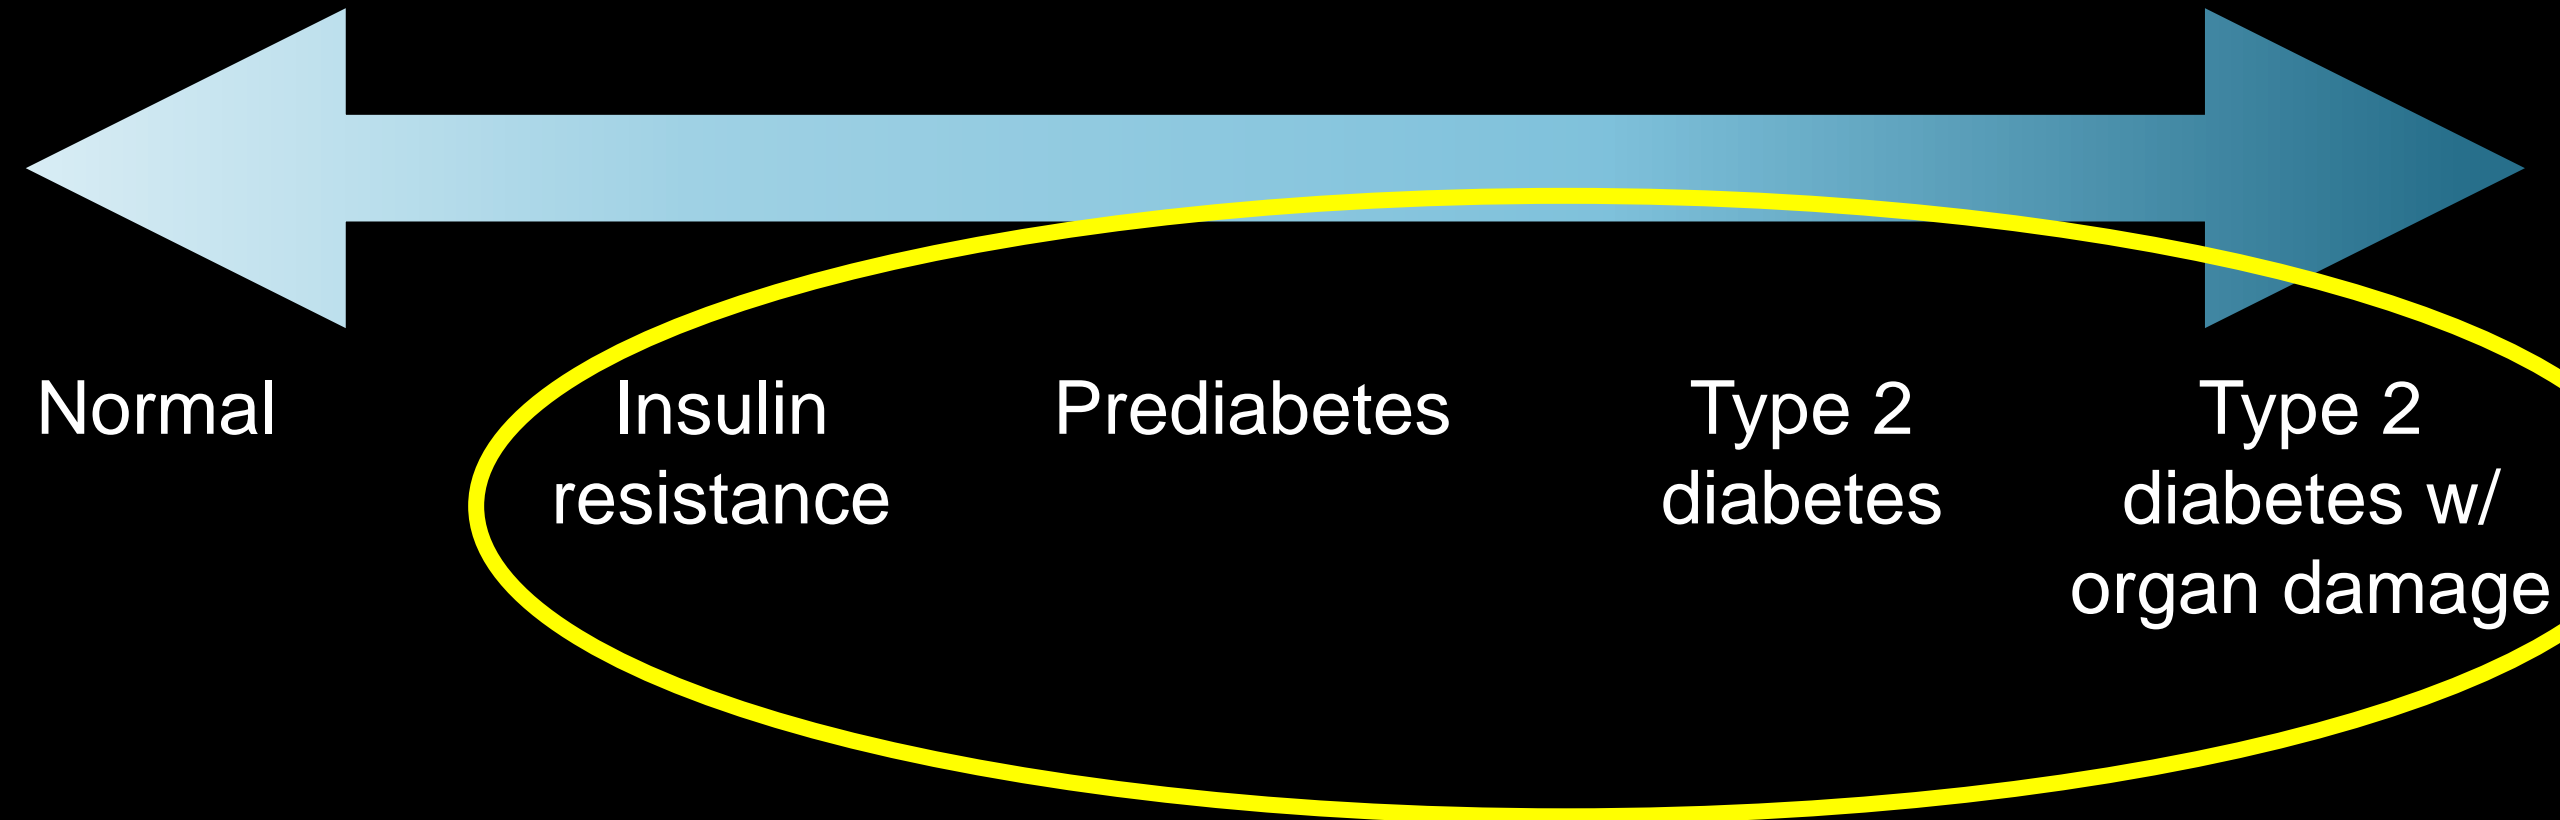 Normal
Insulin
resistance
Prediabetes
Type 2
diabetes
Type 2
diabetes w/
organ damage